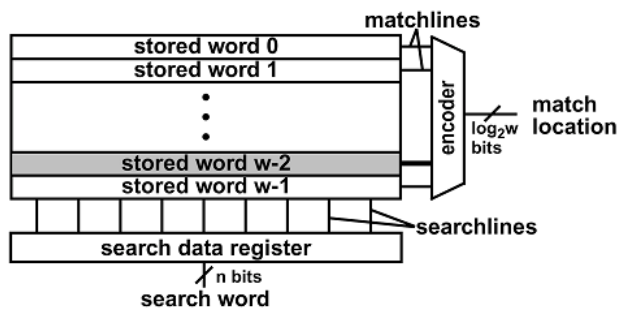 matchlines
stored word 0
stored word 1
stored word w-2
stored word w-1
encoder
log₂w
bits
match
location
searchlines
search data register
n bits
search word